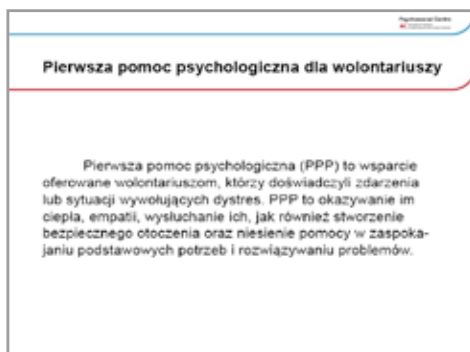 Psychosocial Centre
Pierwsza pomoc psychologiczna dla wolontariuszy
Pierwsza pomoc psychologiczna (PPP) to wsparcie
oferowane wolontariuszom, którzy doświadczyli zdarzenia
lub sytuacji wywołujących dystres. PPP to okazywanie im
ciepła, empatii, wysłuchanie ich, jak również stworzenie
bezpiecznego otoczenia oraz niesienie pomocy w zaspoka-
janiu podstawowych potrzeb i rozwiązywaniu problemów.